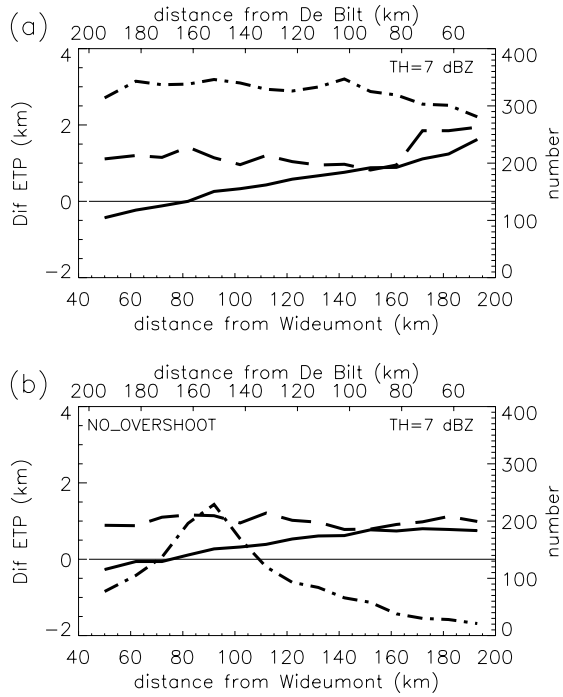 (a)
distance from De Bilt (km)
200 180 160 140 120 100 80 60
TH=7 dBZ
4
2
0
−2
Dif ETP (km)
400
300
200
100
0
number
40 60 80 100 120 140 160 180 200
distance from Wideumont (km)
(b)
distance from De Bilt (km)
200 180 160 140 120 100 80 60
NO_OVERSHOOT TH=7 dBZ
4
2
0
−2
Dif ETP (km)
400
300
200
100
0
number
40 60 80 100 120 140 160 180 200
distance from Wideumont (km)